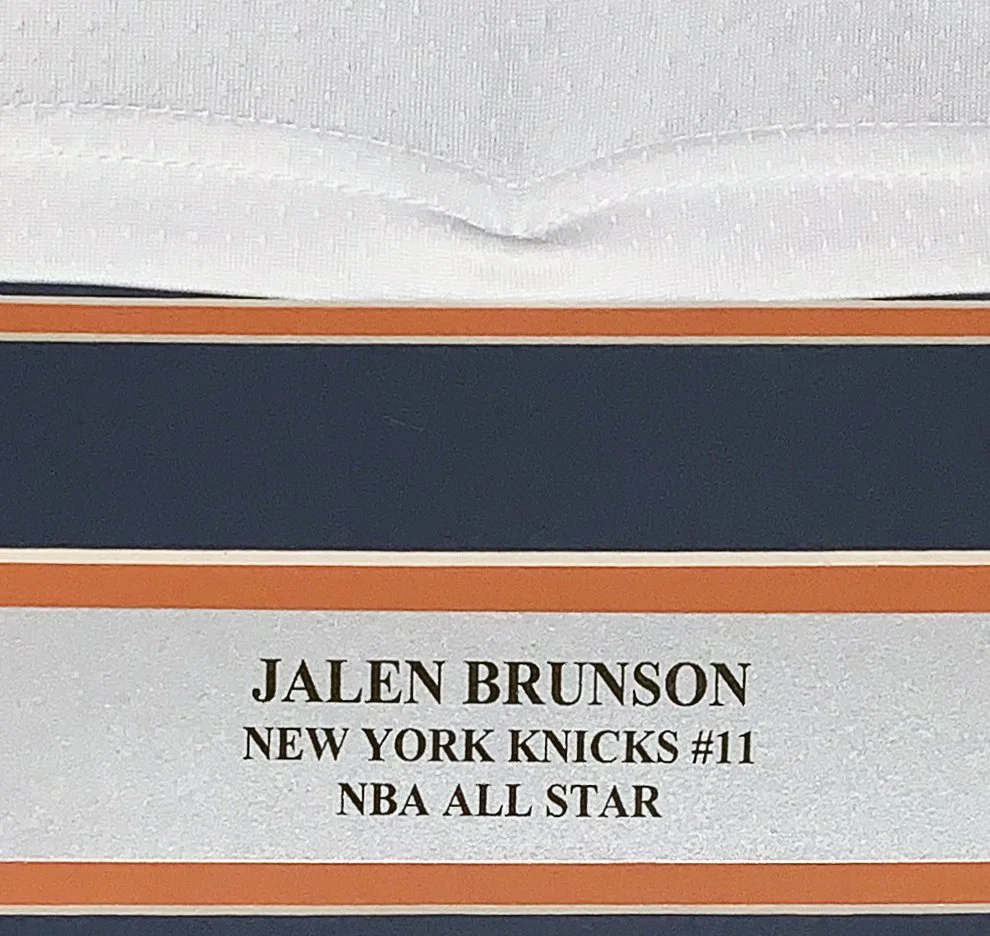 JALEN BRUNSON
NEW YORK KNICKS #11
NBA ALL STAR